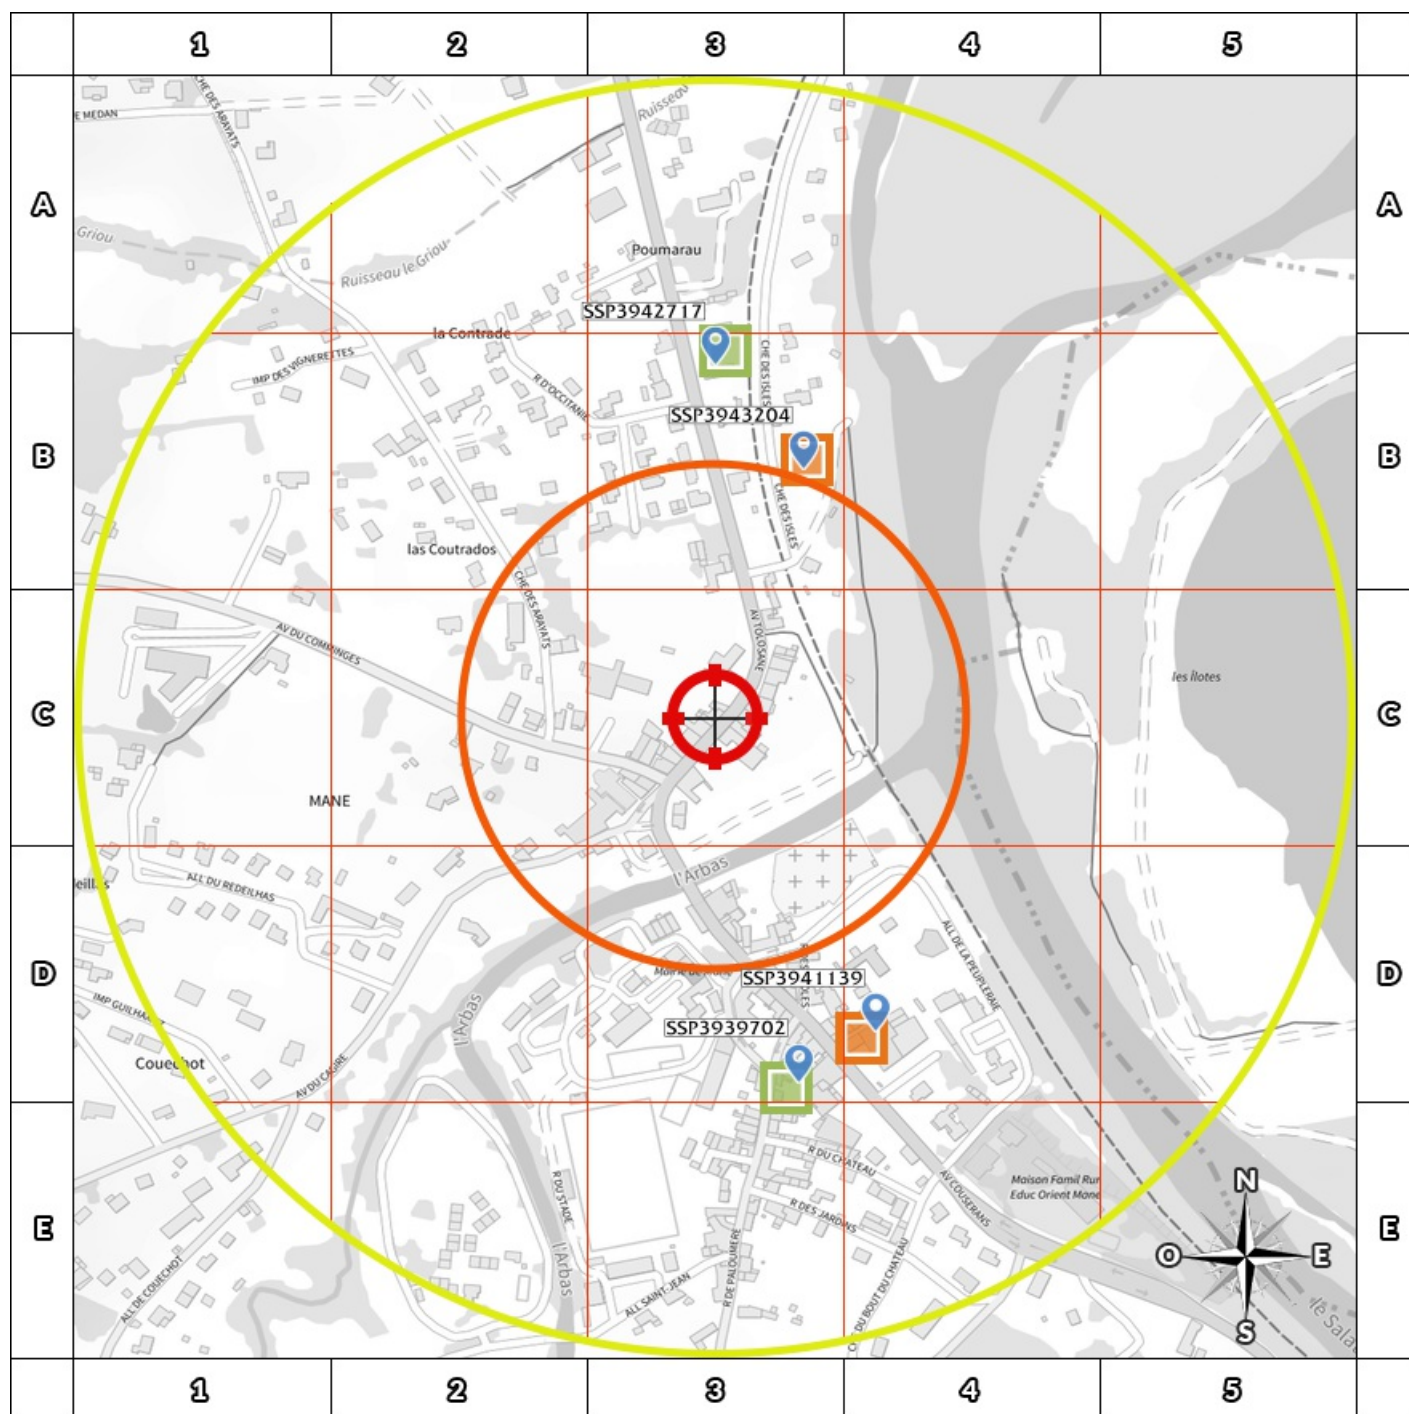 1 2 3 4 5
CHE DES ARAYATS
Ruisseau
A A
Griou
Ruisseau le Griou
Poumarau
SSP3942717
la Contrade
IMP DES VIGNERETTES
CHE DES ISLES
R D'OCCITANIE
SSP3943204
B B
CHE DES ISLES
las Coutrados
CHE DES ARAYATS
AV TOLOSANE
AV DU COMMINGES
les îlotes
C C
MANE
l'Arbas
ALL DU REDEILHAS
ALL DE LA PEUPLERAIE
D D
SSP3941139
IMP GUILHA
l'Arbas
SSP3939702
Couechot
AV DU CAGIRE
R DU CHATEAU
Maison Famil Rur
Educ Orient Mane
AV COUSERANS
R DU STADE
R DES JARDINS
N
E E
O E
R DE PALOUMERE
l'Arbas
ALL DE COUECHOT
ALL SAINT-JEAN
DU BOUT DU CHATEAU
le Salat
S
1 2 3 4 5